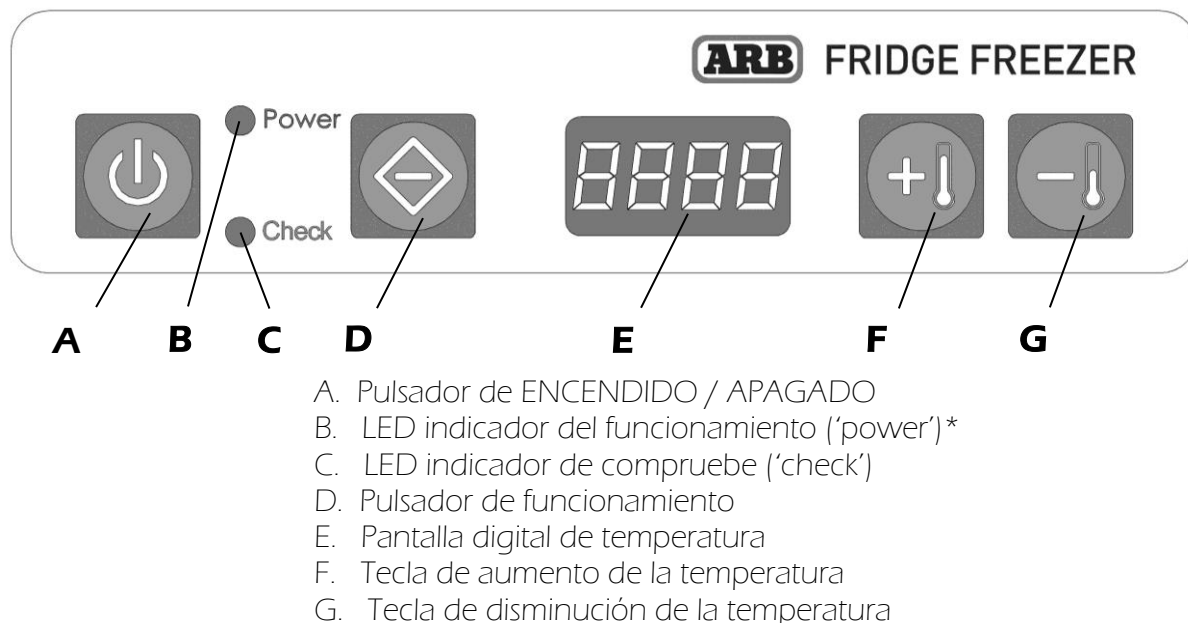 ARB FRIDGE FREEZER
Power
8888
Check
A B C D E F G
A. Pulsador de ENCENDIDO / APAGADO
B. LED indicador del funcionamiento (‘power’)*
C. LED indicador de compruebe (‘check’)
D. Pulsador de funcionamiento
E. Pantalla digital de temperatura
F. Tecla de aumento de la temperatura
G. Tecla de disminución de la temperatura